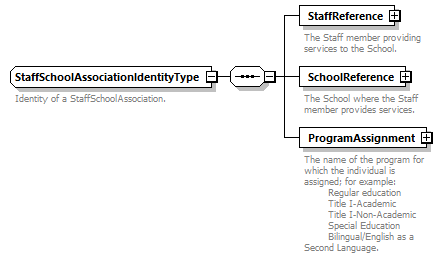 StaffReference
The Staff member providing
services to the School.
StaffSchoolAssociationIdentityType
Identity of a StaffSchoolAssociation.
SchoolReference
The School where the Staff
member provides services.
ProgramAssignment
The name of the program for
which the individual is
assigned; for example:
Regular education
Title I-Academic
Title I-Non-Academic
Special Education
Bilingual/English as a
Second Language.